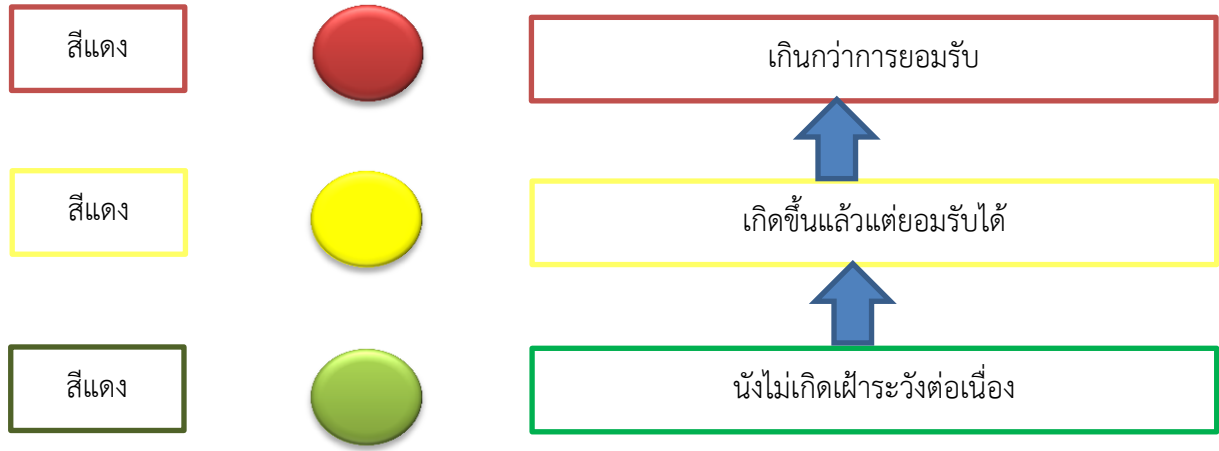 สีแดง
เกินกว่าการยอมรับ
สีแดง
เกิดขึ้นแล้วแต่ยอมรับได้
สีแดง
นังไม่เกิดเฝ้าระวังต่อเนื่อง